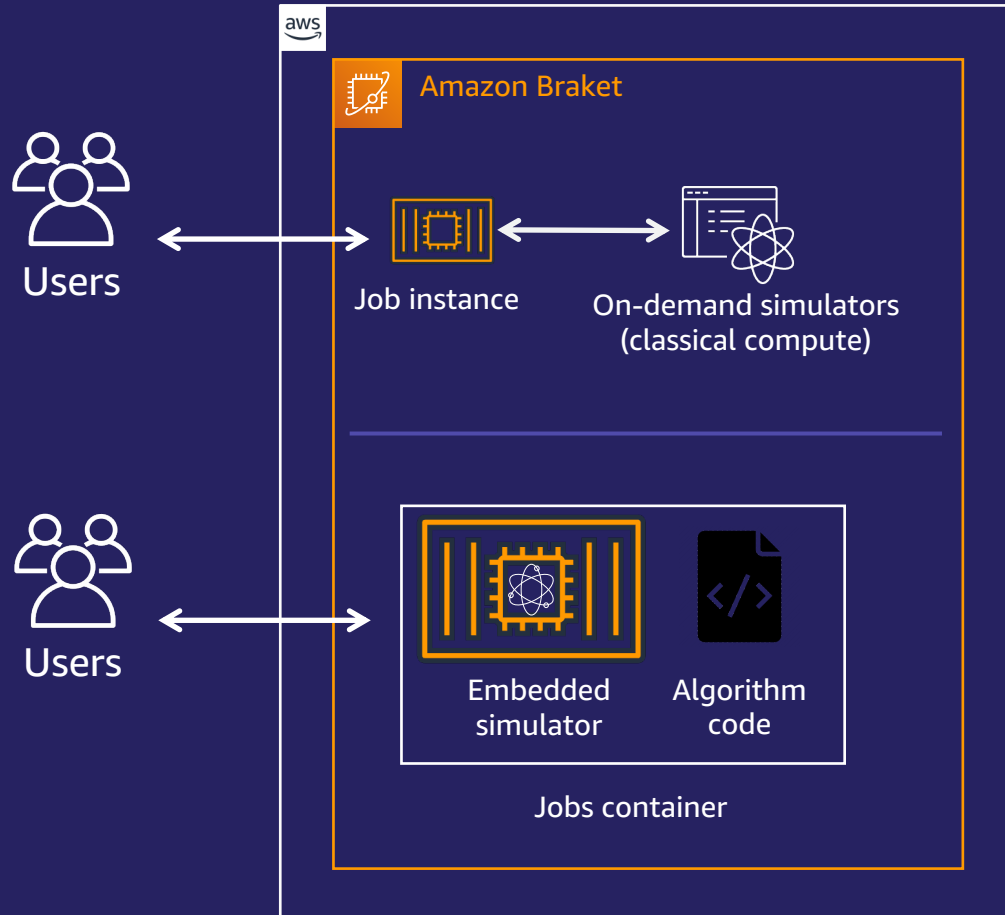 aws
Amazon Braket
Users
Job instance
On-demand simulators
(classical compute)
Users
</>
Embedded
simulator
Algorithm
code
Jobs container